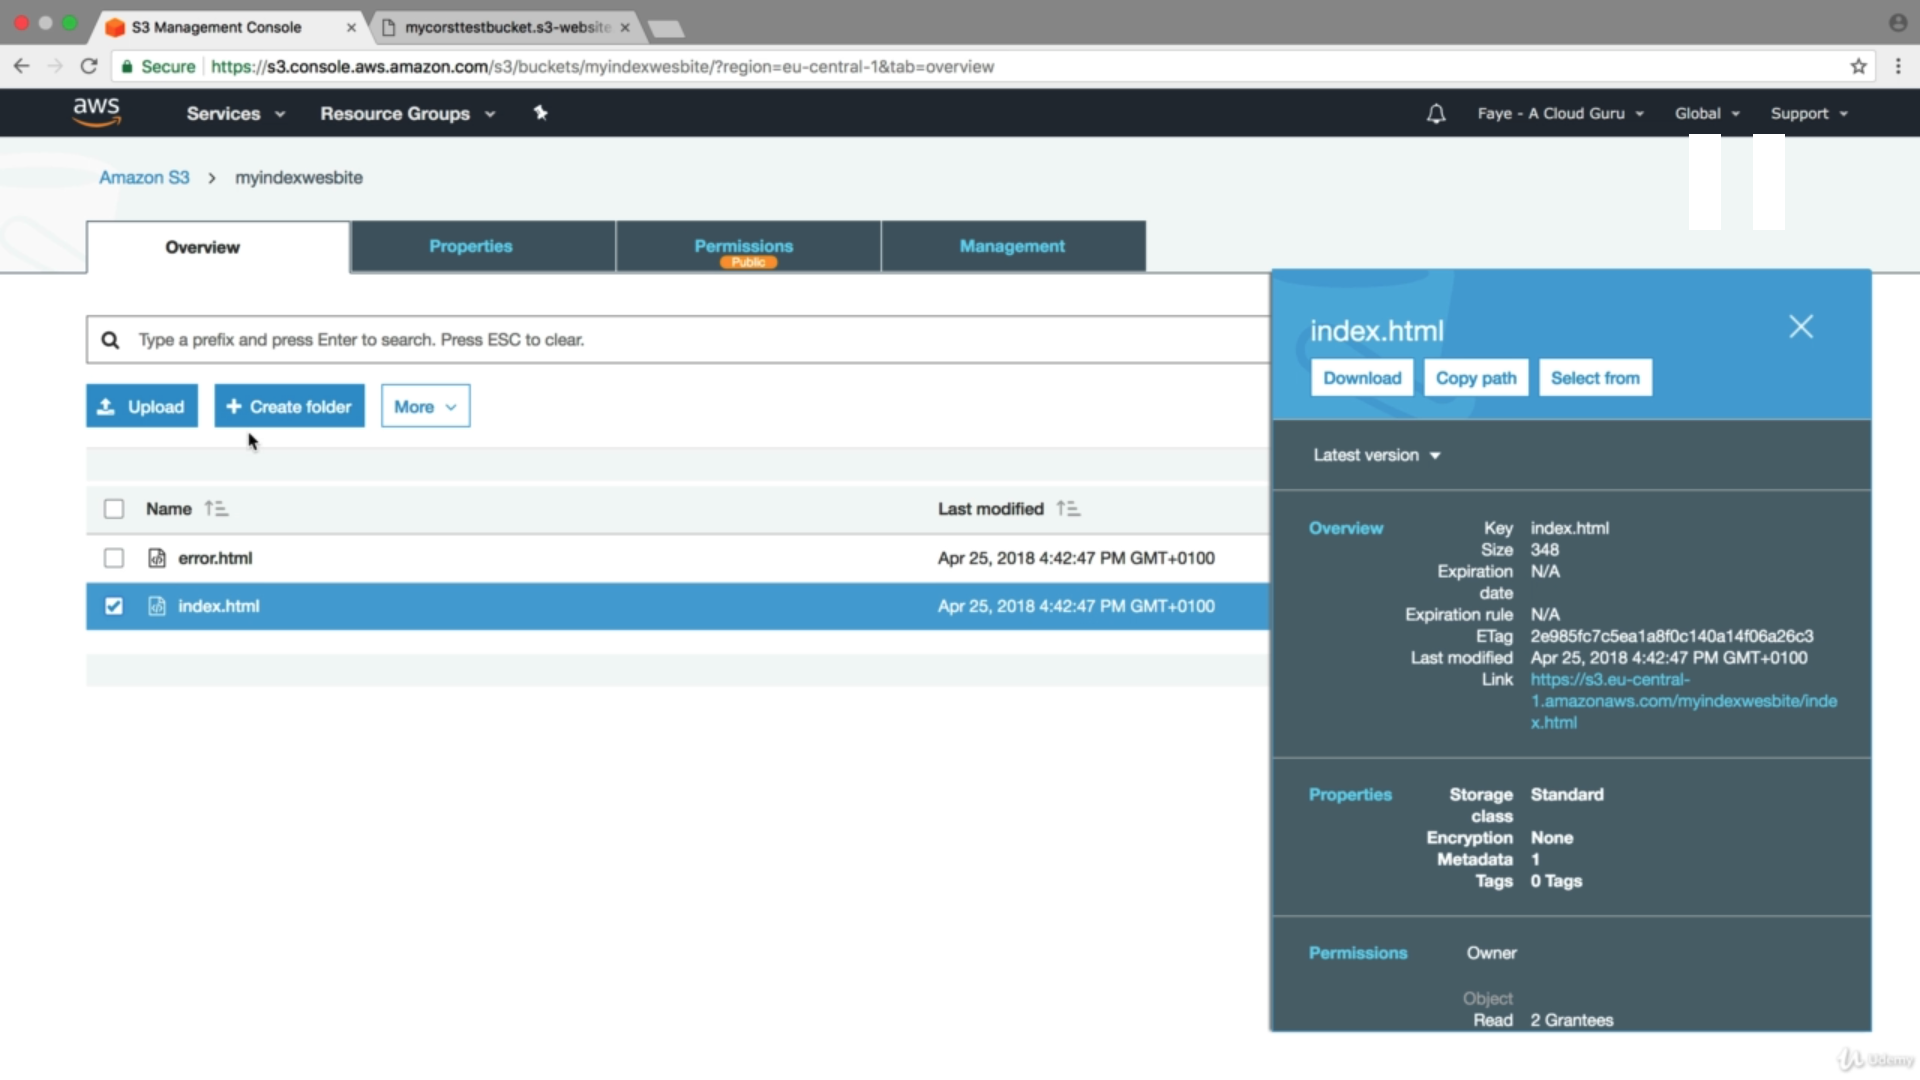 S3 Management Console
mycorsttestbucket.s3-website
Secure https://s3.console.aws.amazon.com/s3/buckets/myindexwesbite/?region=eu-central-1&tab=overview
aws Services Resource Groups Faye - A Cloud Guru Global Support
Amazon S3 > myindexwesbite
Overview Properties Permissions Management
Public
Type a prefix and press Enter to search. Press ESC to clear.
Upload + Create folder More
Name Last modified
error.html Apr 25, 2018 4:42:47 PM GMT+0100
index.html Apr 25, 2018 4:42:47 PM GMT+0100
index.html
Download Copy path Select from
Latest version
Overview Key index.html
Size 348
Expiration N/A
date
Expiration rule N/A
ETag 2e985fc7c5ea1a8f0c140a14f06a26c3
Last modified Apr 25, 2018 4:42:47 PM GMT+0100
Link https://s3.eu-central-
1.amazonaws.com/myindexwesbite/inde
x.html
Properties Storage Standard
class
Encryption None
Metadata 1
Tags 0 Tags
Permissions Owner
Object
Read 2 Grantees
Udemy